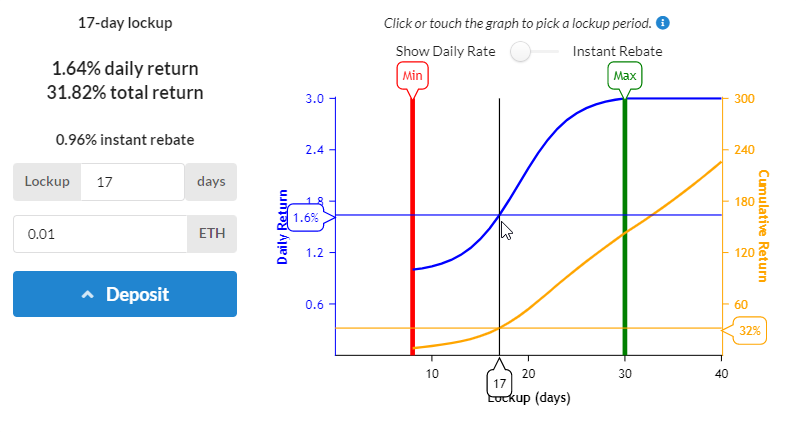 17-day lockup
1.64% daily return
31.82% total return
0.96% instant rebate
Lockup 17 days
0.01 ETH
Deposit
Click or touch the graph to pick a lockup period.
Show Daily Rate Instant Rebate
Min
Max
3.0
2.4
1.8
1.6%
1.2
0.6
Daily Return
300
240
180
120
60
32%
Cumulative Return
10
20
30
40
17
Lockup (days)